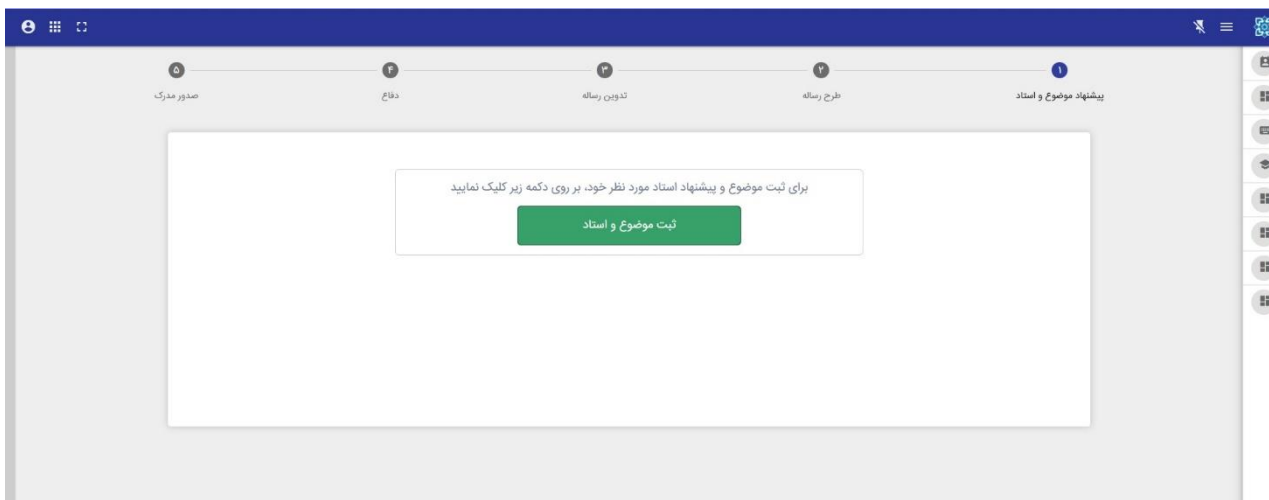 ۱
پیشنهاد موضوع و استاد
۲
طرح رساله
۳
تدوین رساله
۴
دفاع
۵
صدور مدرک
برای ثبت موضوع و پیشنهاد استاد مورد نظر خود، بر روی دکمه زیر کلیک نمایید
ثبت موضوع و استاد